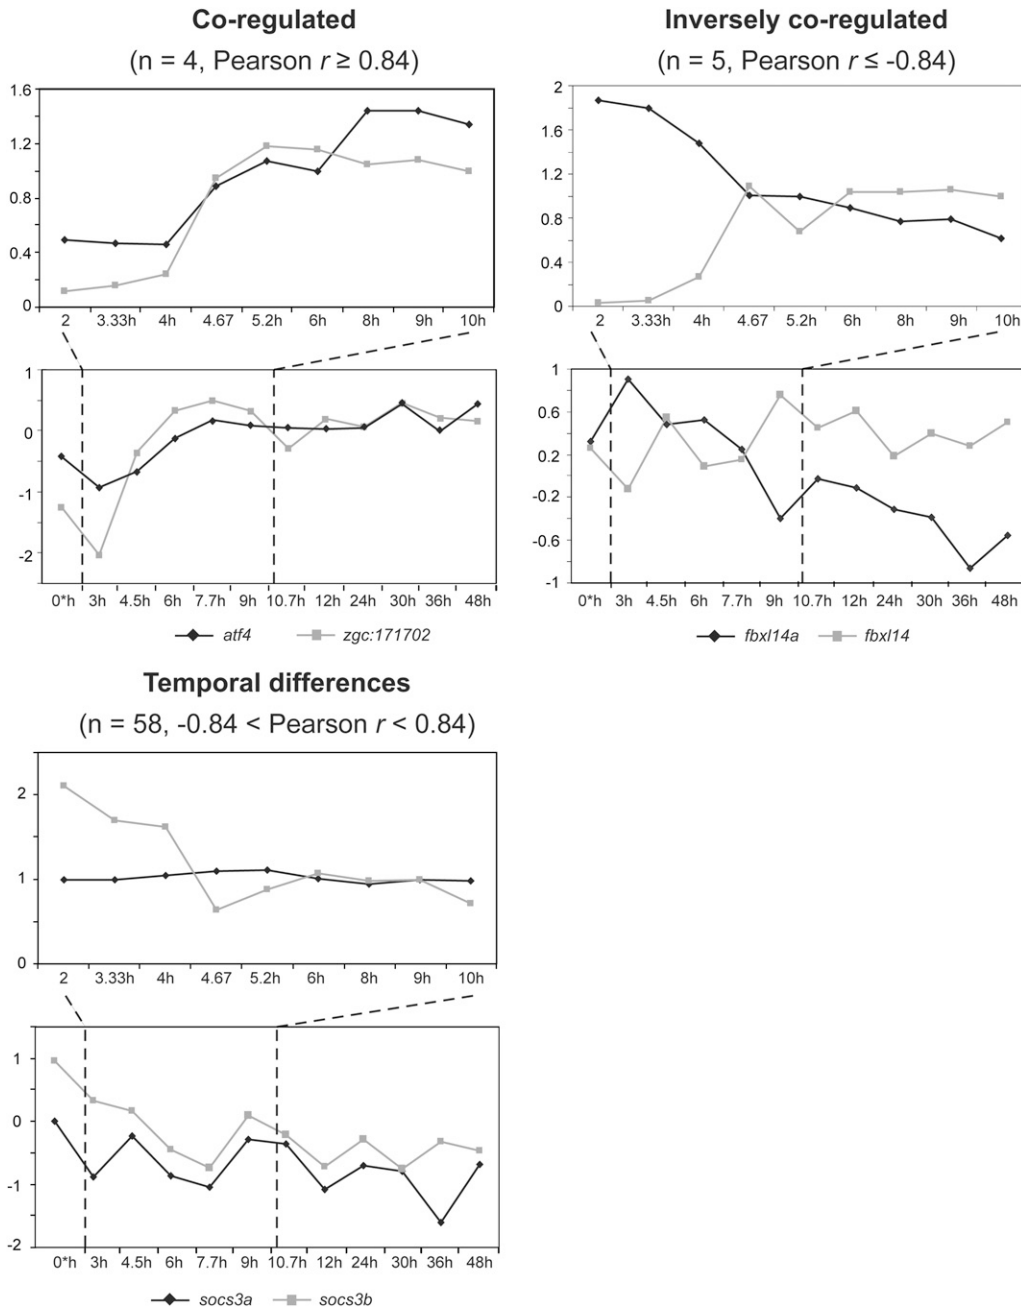 Co-regulated
(n = 4, Pearson r ≥ 0.84)
1.6
1.2
0.8
0.4
0
2 3.33h 4h 4.67 5.2h 6h 8h 9h 10h
1
0
-1
-2
0*h 3h 4.5h 6h 7.7h 9h 10.7h 12h 24h 30h 36h 48h
atf4 zgc:171702
Inversely co-regulated
(n = 5, Pearson r ≤ -0.84)
2
1.6
1.2
0.8
0.4
0
2 3.33h 4h 4.67 5.2h 6h 8h 9h 10h
1
0.6
0.2
-0.2
-0.6
-1
0*h 3h 4.5h 6h 7.7h 9h 10.7h 12h 24h 30h 36h 48h
fbxl14a fbxl14
Temporal differences
(n = 58, -0.84 < Pearson r < 0.84)
2
1
0
2 3.33h 4h 4.67 5.2h 6h 8h 9h 10h
1
0
-1
-2
0*h 3h 4.5h 6h 7.7h 9h 10.7h 12h 24h 30h 36h 48h
socs3a socs3b